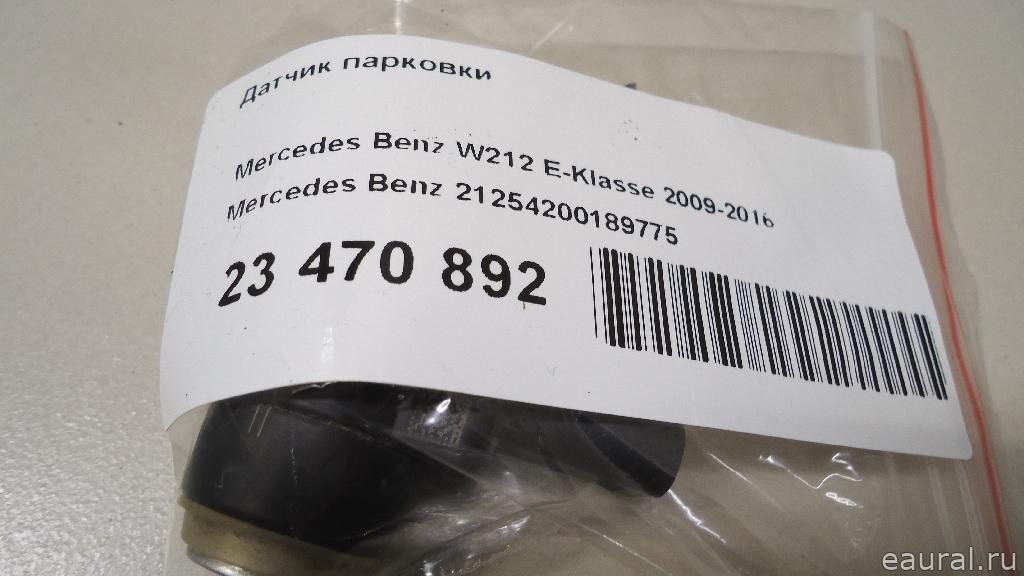 Датчик парковки
Mercedes Benz W212 E-Klasse 2009-2016
Mercedes Benz 21254200189775
23 470 892
eaural.ru